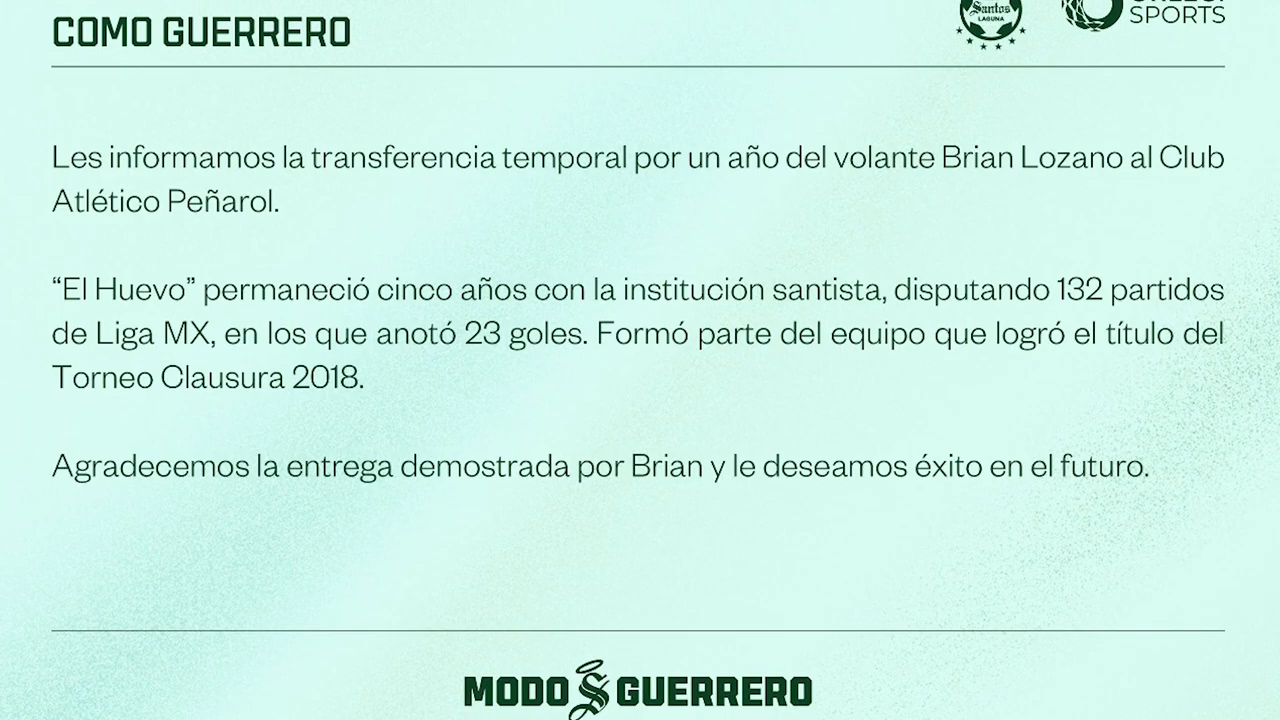 COMO GUERRERO
Santos
LAGUNA
SPORTS
Les informamos la transferencia temporal por un año del volante Brian Lozano al Club
Atlético Peñarol.
“El Huevo” permaneció cinco años con la institución santista, disputando 132 partidos
de Liga MX, en los que anotó 23 goles. Formó parte del equipo que logró el título del
Torneo Clausura 2018.
Agradecemos la entrega demostrada por Brian y le deseamos éxito en el futuro.
MODO S GUERRERO